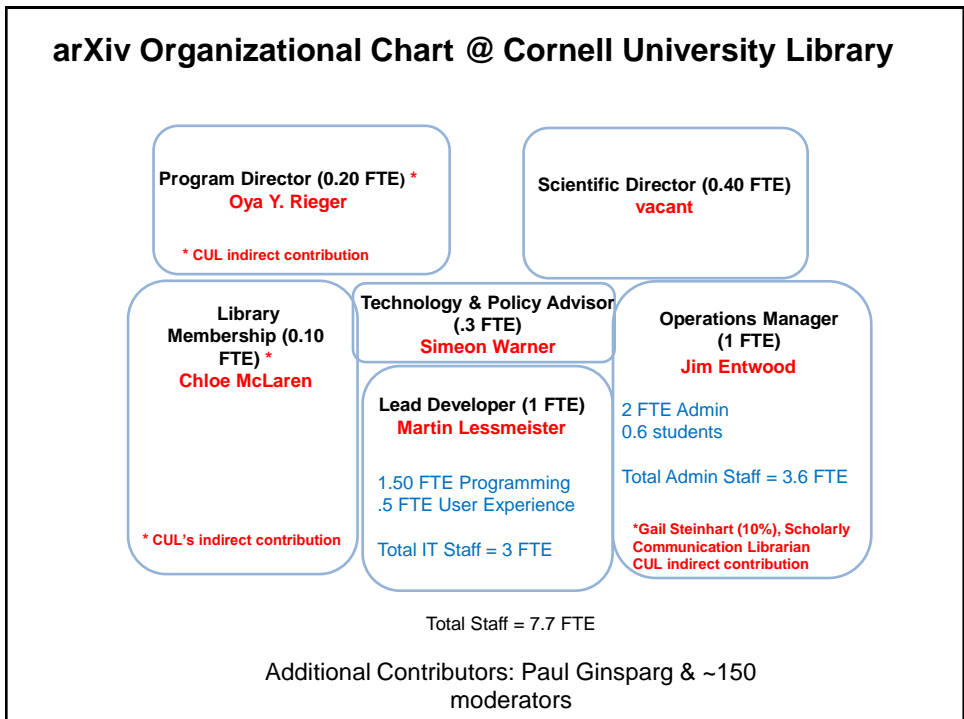 arXiv Organizational Chart @ Cornell University Library
Program Director (0.20 FTE) *
Oya Y. Rieger
* CUL indirect contribution
Scientific Director (0.40 FTE)
vacant
Library
Membership (0.10
FTE) *
Chloe McLaren
* CUL's indirect contribution
Technology & Policy Advisor
(.3 FTE)
Simeon Warner
Lead Developer (1 FTE)
Martin Lessmeister
1.50 FTE Programming
.5 FTE User Experience
Total IT Staff = 3 FTE
Operations Manager
(1 FTE)
Jim Entwood
2 FTE Admin
0.6 students
Total Admin Staff = 3.6 FTE
*Gail Steinhart (10%), Scholarly
Communication Librarian
CUL indirect contribution
Total Staff = 7.7 FTE
Additional Contributors: Paul Ginsparg & ~150
moderators